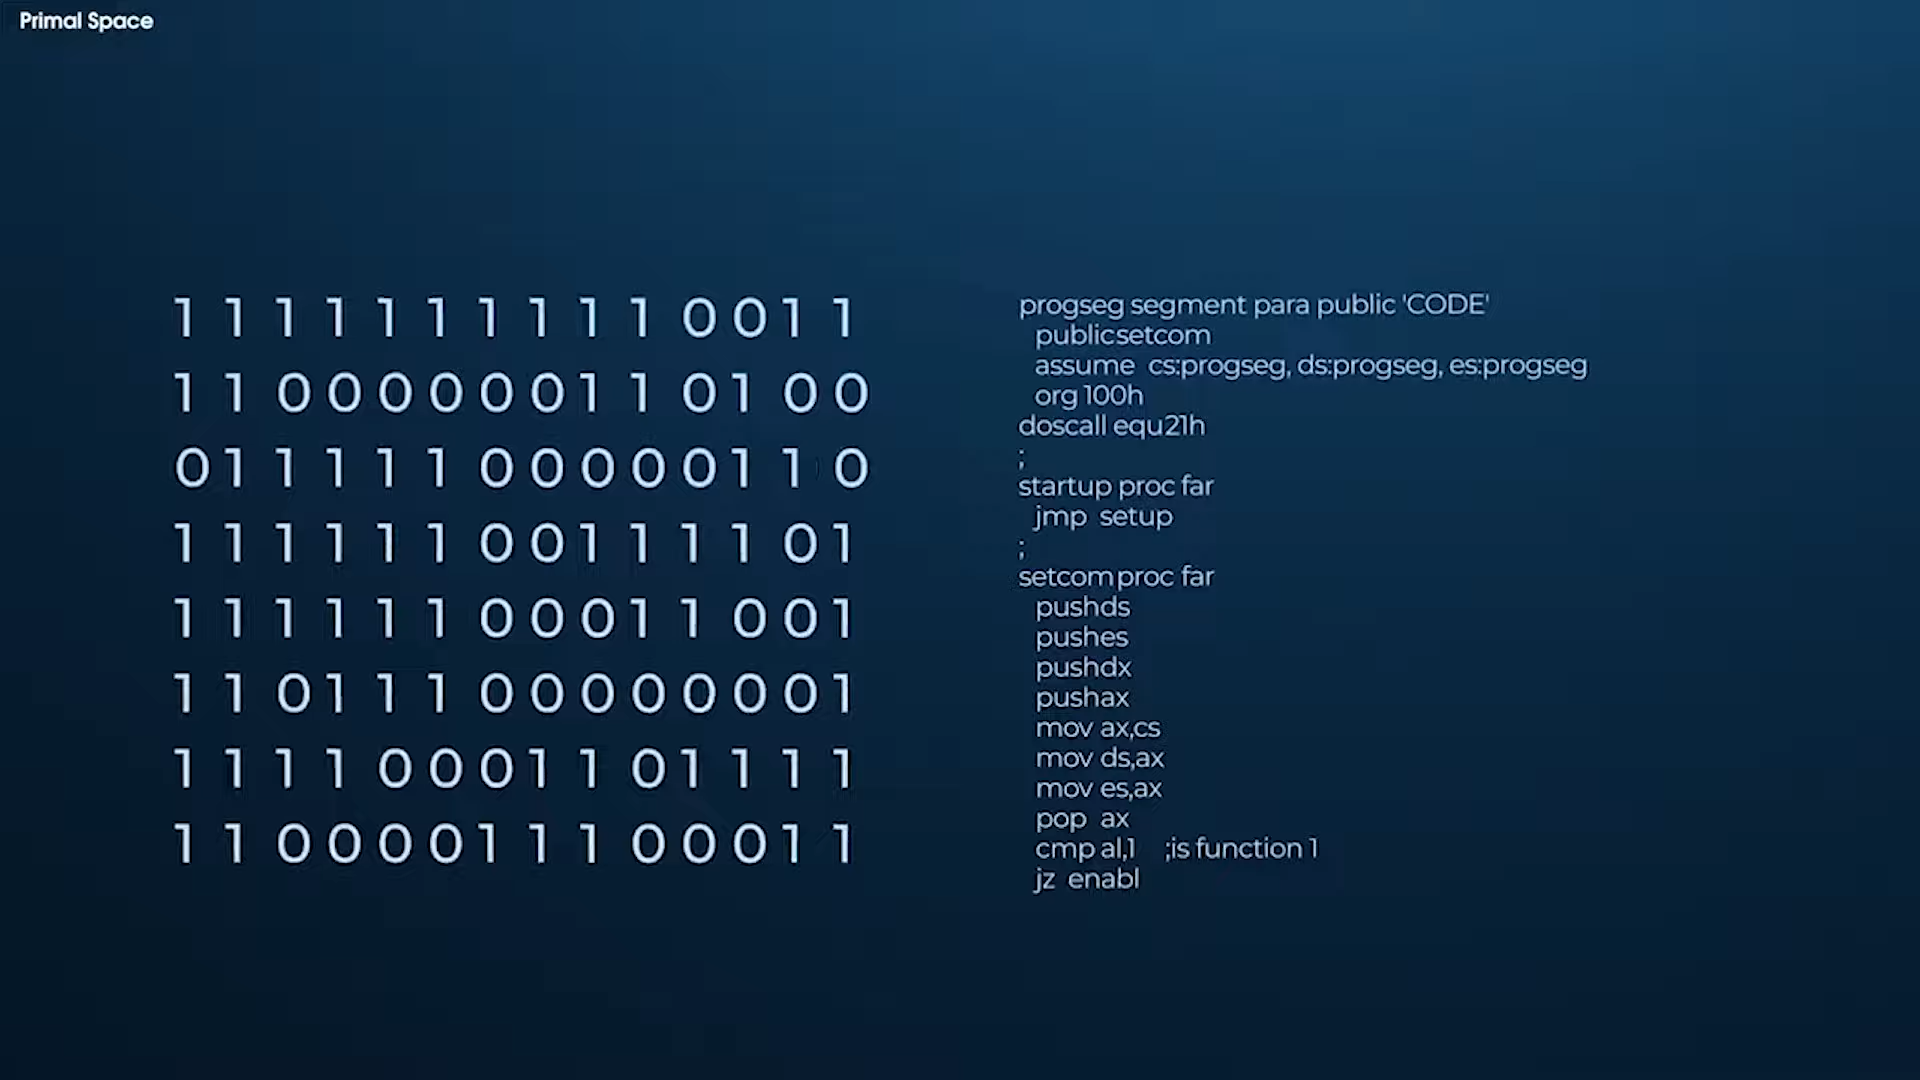 Primal Space
1 1 1 1 1 1 1 1 1 1 0 0 1 1
1 1 0 0 0 0 0 0 1 1 0 1 0 0
0 1 1 1 1 1 0 0 0 0 0 1 1 0
1 1 1 1 1 1 0 0 1 1 1 1 0 1
1 1 1 1 1 1 0 0 0 1 1 0 0 1
1 1 0 1 1 1 0 0 0 0 0 0 0 1
1 1 1 1 0 0 0 1 1 0 1 1 1 1
1 1 0 0 0 0 1 1 1 0 0 0 1 1
progseg segment para public 'CODE'
publicsetcom
assume cs:progseg, ds:progseg, es:progseg
org 100h
doscall equ21h
;
startup proc far
jmp setup
;
setcomproc far
pushds
pushes
pushdx
pushax
mov ax,cs
mov ds,ax
mov es,ax
pop ax
cmp al,1 ;is function 1
jz enabl